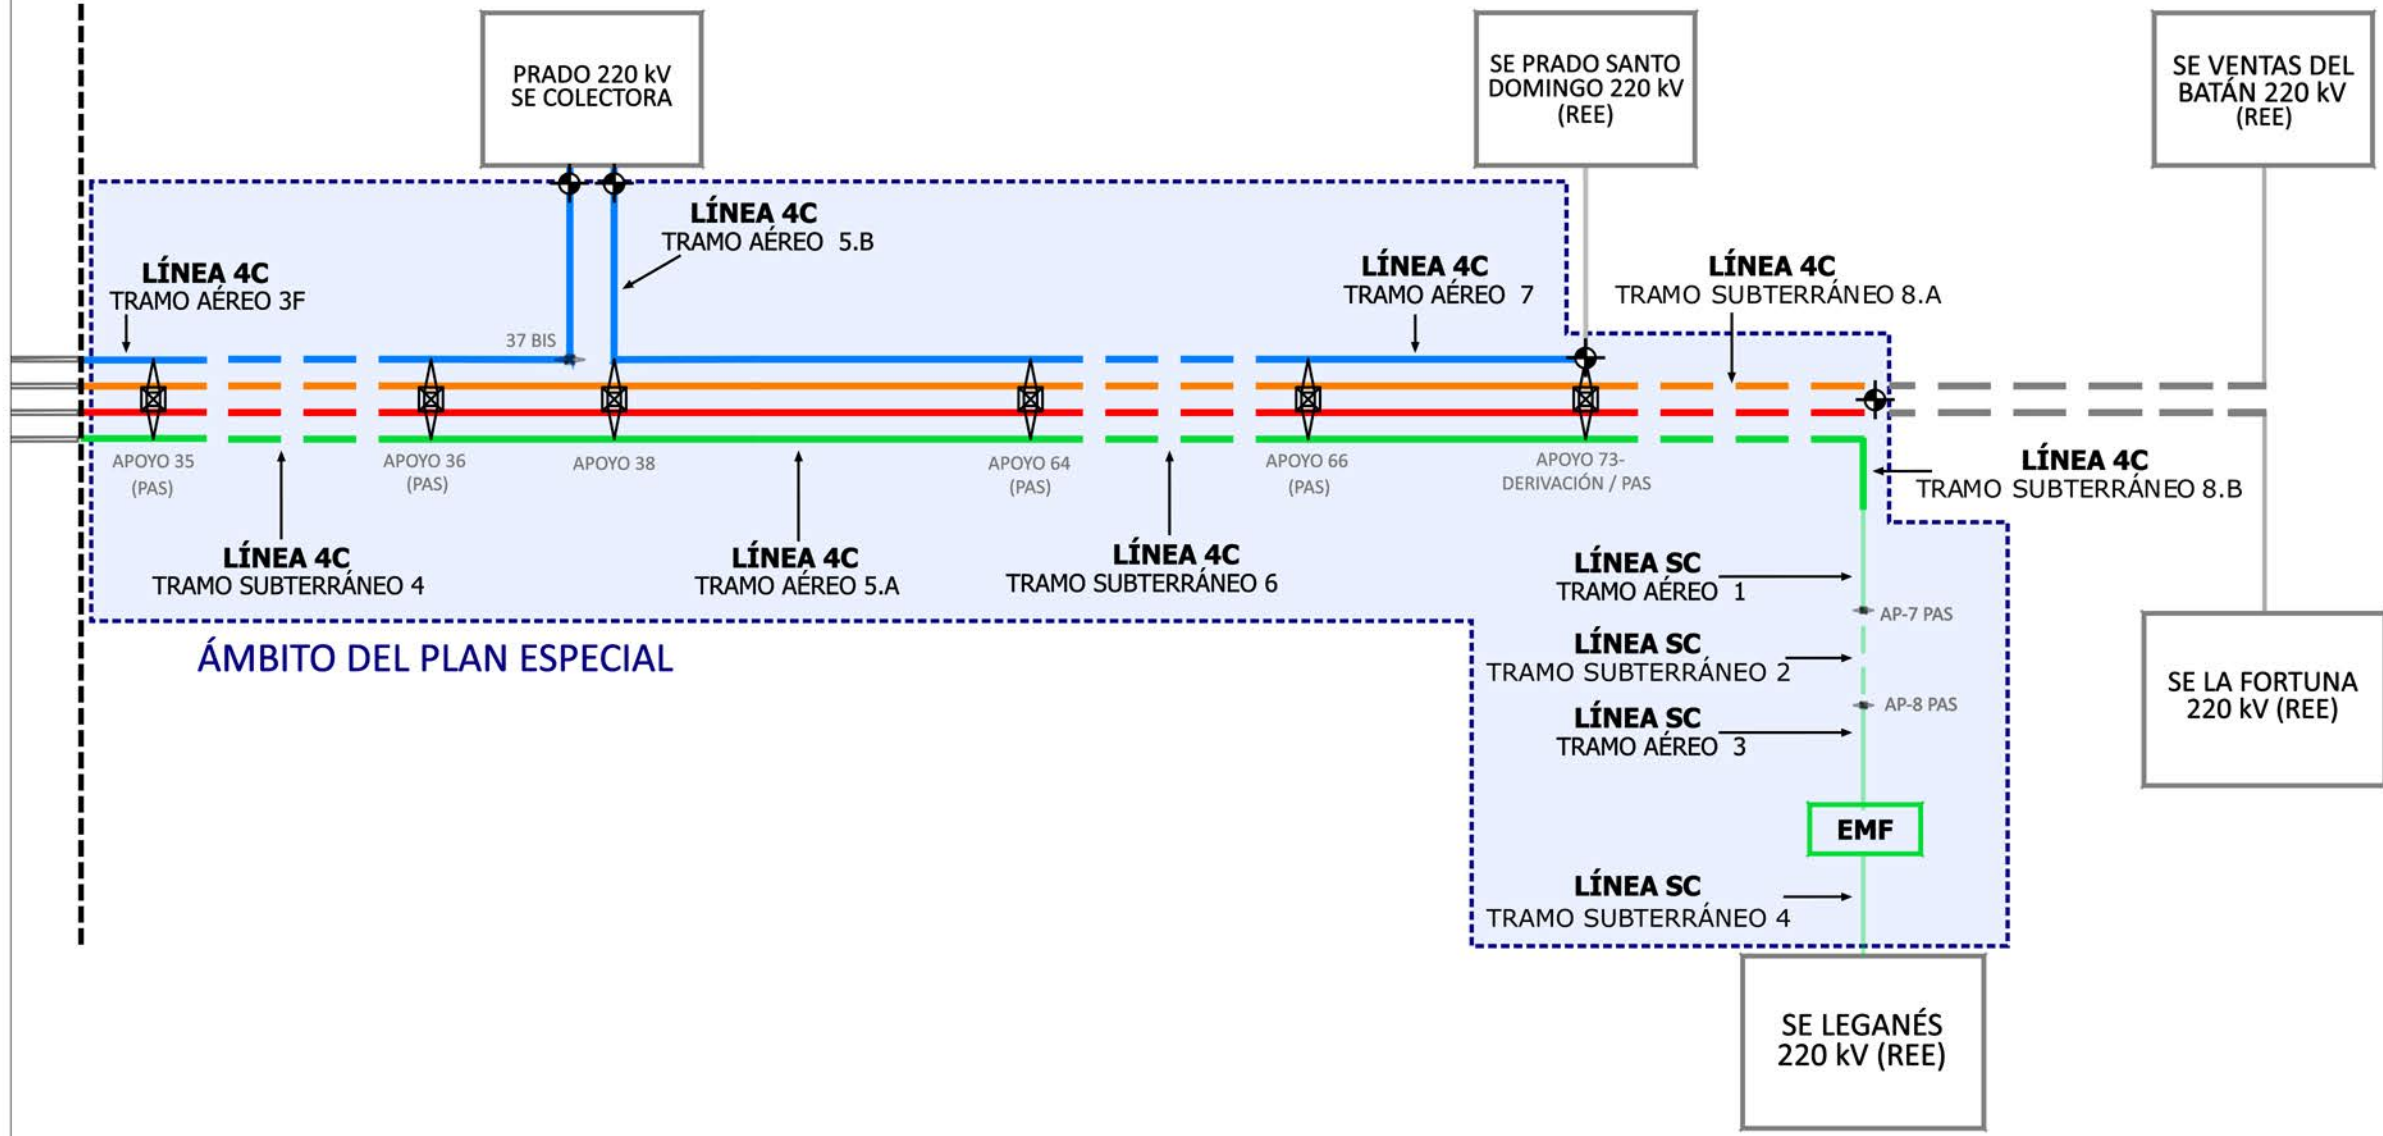 PRADO 220 kV
SE COLECTORA
SE PRADO SANTO
DOMINGO 220 kV
(REE)
SE VENTAS DEL
BATÁN 220 kV
(REE)
LÍNEA 4C
TRAMO AÉREO 5.B
LÍNEA 4C
TRAMO AÉREO 3F
LÍNEA 4C
TRAMO AÉREO 7
LÍNEA 4C
TRAMO SUBTERRÁNEO 8.A
37 BIS
APOYO 35
(PAS)
APOYO 36
(PAS)
APOYO 38
APOYO 64
(PAS)
APOYO 66
(PAS)
APOYO 73-
DERIVACIÓN / PAS
LÍNEA 4C
TRAMO SUBTERRÁNEO 8.B
LÍNEA 4C
TRAMO SUBTERRÁNEO 4
LÍNEA 4C
TRAMO AÉREO 5.A
LÍNEA 4C
TRAMO SUBTERRÁNEO 6
LÍNEA SC
TRAMO AÉREO 1
AP-7 PAS
ÁMBITO DEL PLAN ESPECIAL
LÍNEA SC
TRAMO SUBTERRÁNEO 2
AP-8 PAS
LÍNEA SC
TRAMO AÉREO 3
SE LA FORTUNA
220 kV (REE)
EMF
LÍNEA SC
TRAMO SUBTERRÁNEO 4
SE LEGANÉS
220 kV (REE)